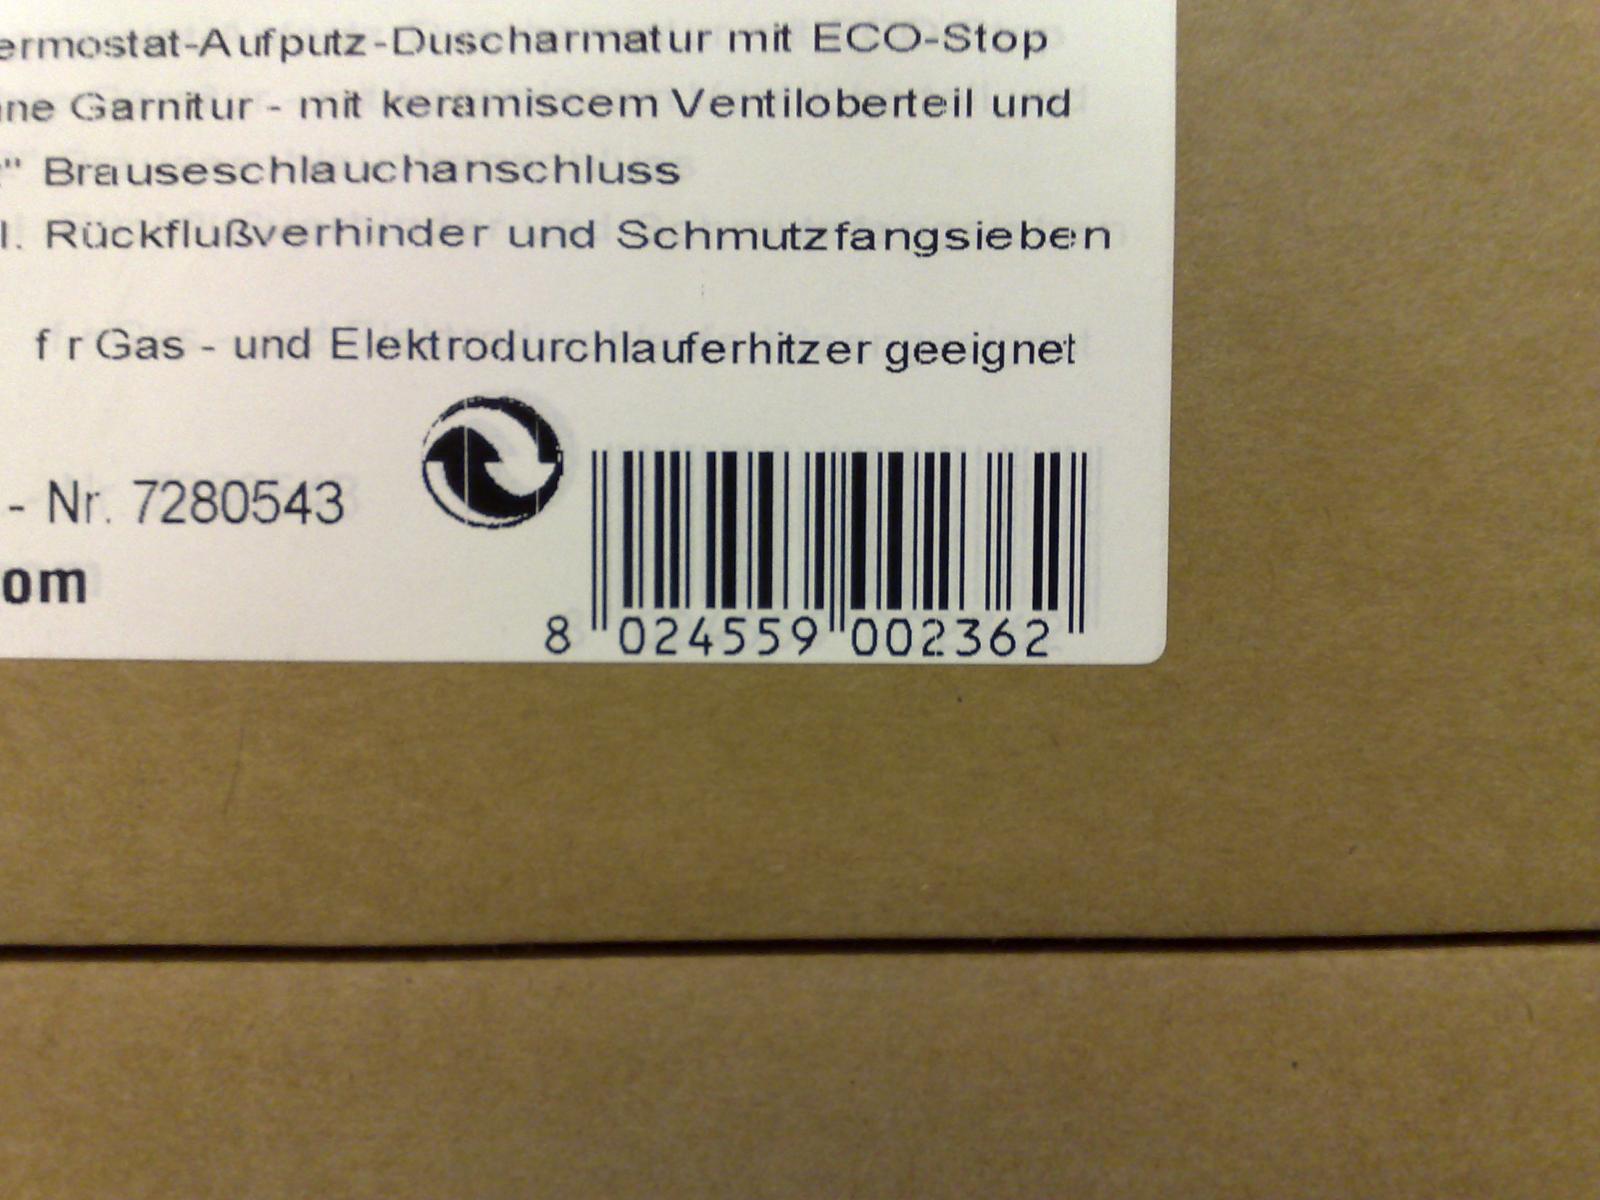 ermostat-Aufputz-Duscharmatur mit ECO-Stop
ne Garnitur - mit keramiscem Ventiloberteil und
" Brauseschlauchanschluss
l. Rückflußverhinder und Schmutzfangsieben
f r Gas - und Elektrodurchlauferhitzer geeignet
- Nr. 7280543
om
8 024559 002362